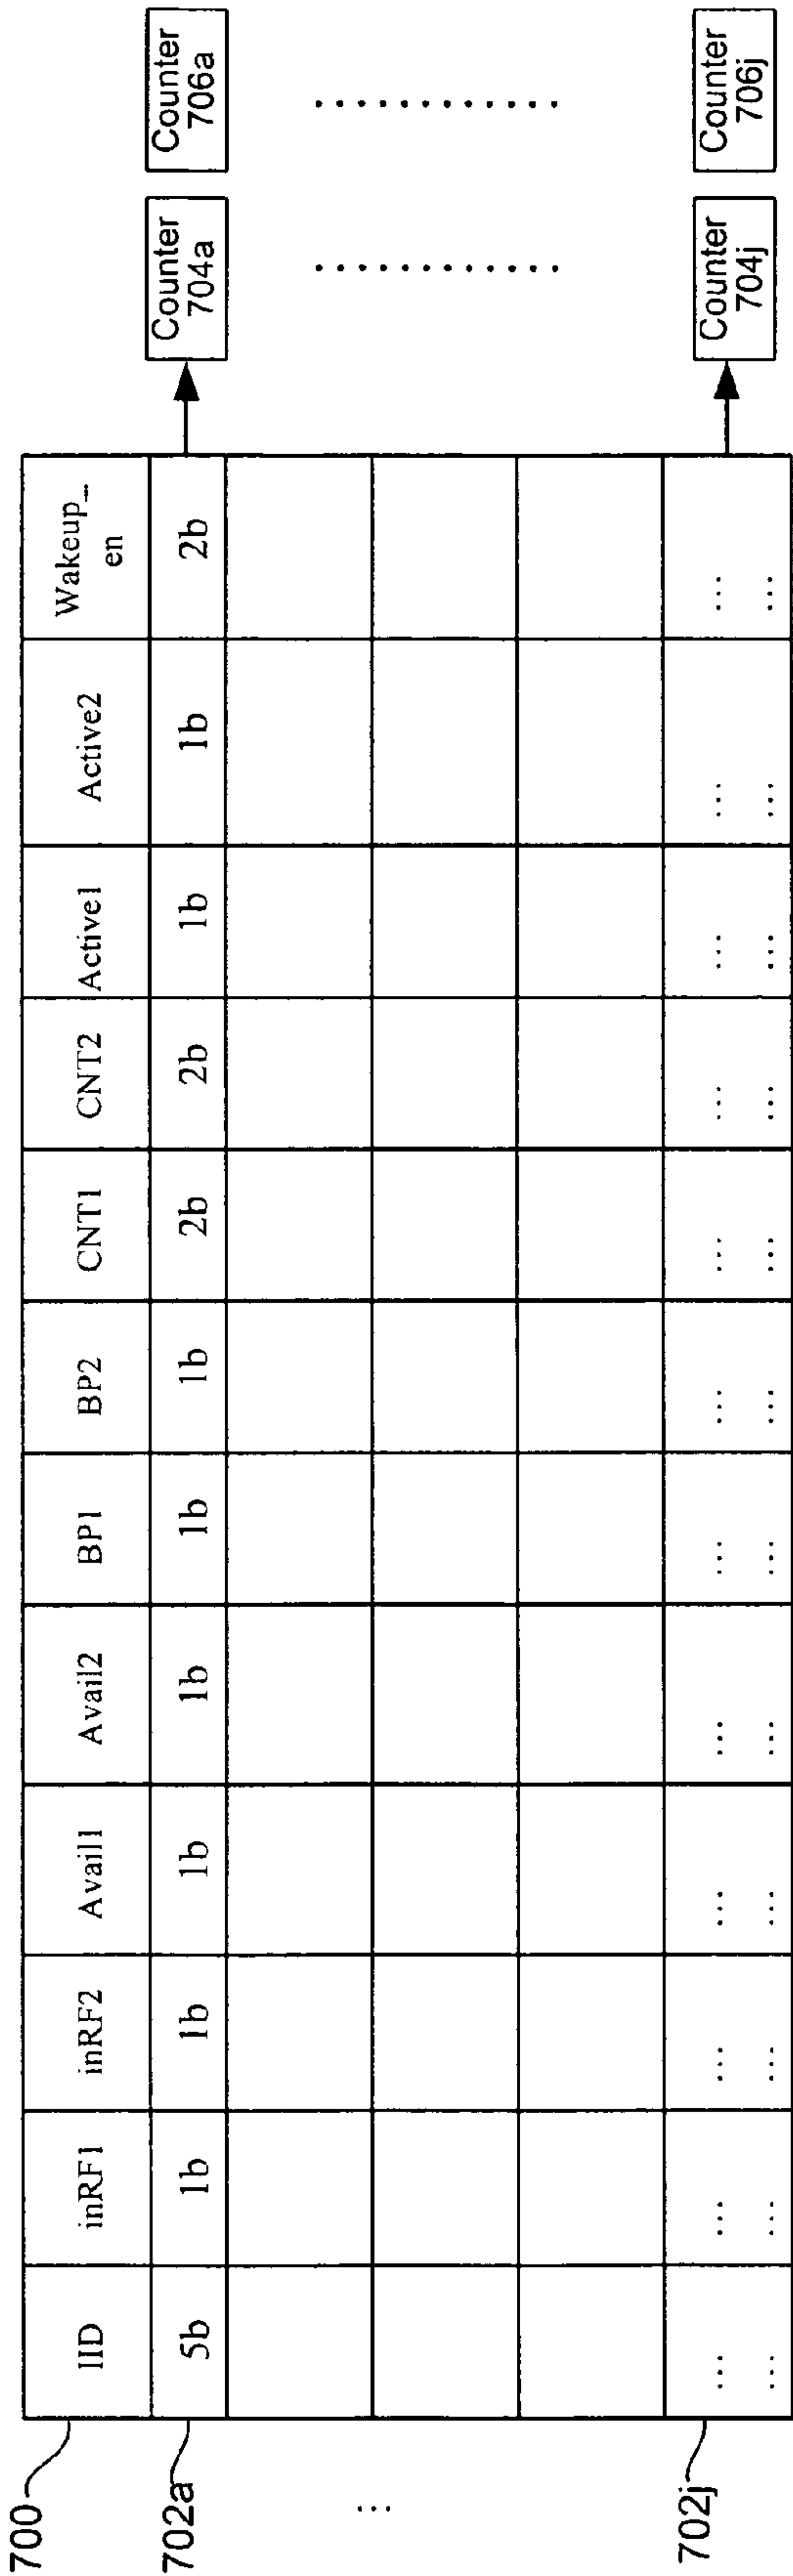 700
IID inRF1 inRF2 Avail1 Avail2 BP1 BP2 CNT1 CNT2 Active1 Active2 Wakeup_
en
702a
5b 1b 1b 1b 1b 1b 1b 2b 2b 1b 1b 2b
Counter
704a
Counter
706a
...
............ ............
702j
... ... ... ... ... ... ... ... ... ... ... ...
... ... ... ... ... ... ... ... ... ... ... ...
Counter
704j
Counter
706j